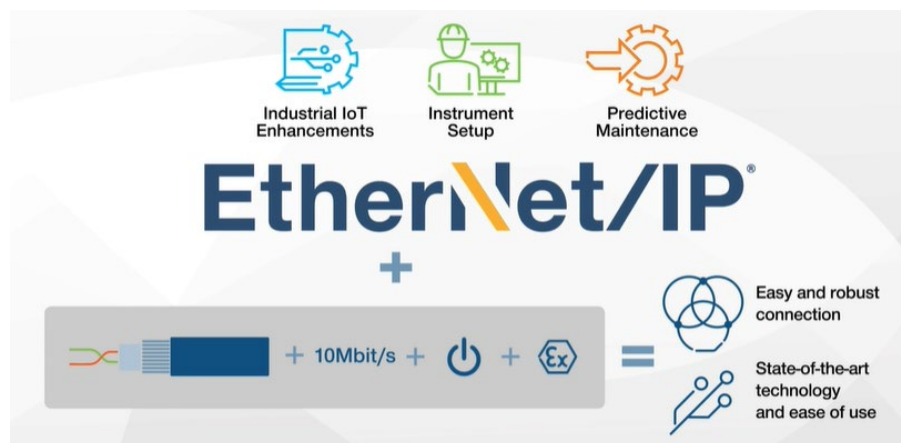 Industrial IoT
Enhancements
Instrument
Setup
Predictive
Maintenance
EtherNet/IP®
+
+ 10Mbit/s + + Ex =
Easy and robust
connection
State-of-the-art
technology
and ease of use